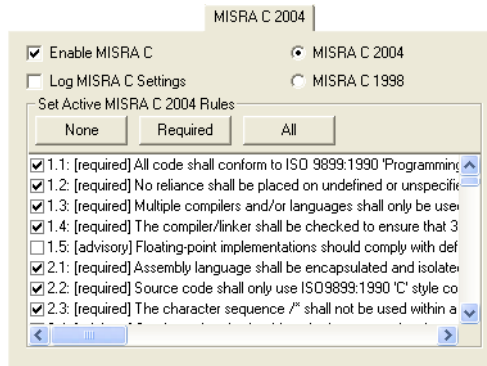 MISRA C 2004
Enable MISRA C
MISRA C 2004
Log MISRA C Settings
MISRA C 1998
Set Active MISRA C 2004 Rules
None
Required
All
1.1: [required] All code shall conform to ISO 9899:1990 'Programming
1.2: [required] No reliance shall be placed on undefined or
1.3: [required] Multiple compilers and/or languages shall only be
1.4: [required] The compiler/linker shall be checked to ensure that 3
1.5: [advisory] Floating-point implementations should comply with
2.1: [required] Assembly language shall be encapsulated and
2.2: [required] Source code shall only use ISO9899:1990 'C' style
2.3: [required] The character sequence /* shall not be used within a